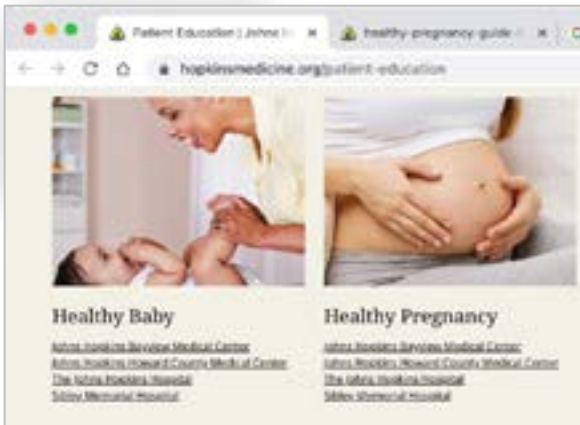 Patient Education | Johns H
healthy-pregnancy-guide
hopkinsmedicine.org/patient-education
Healthy Baby
Johns Hopkins Bayview Medical Center
Johns Hopkins Howard County Medical Center
The Johns Hopkins Hospital
Sibley Memorial Hospital
Healthy Pregnancy
Johns Hopkins Bayview Medical Center
Johns Hopkins Howard County Medical Center
The Johns Hopkins Hospital
Sibley Memorial Hospital